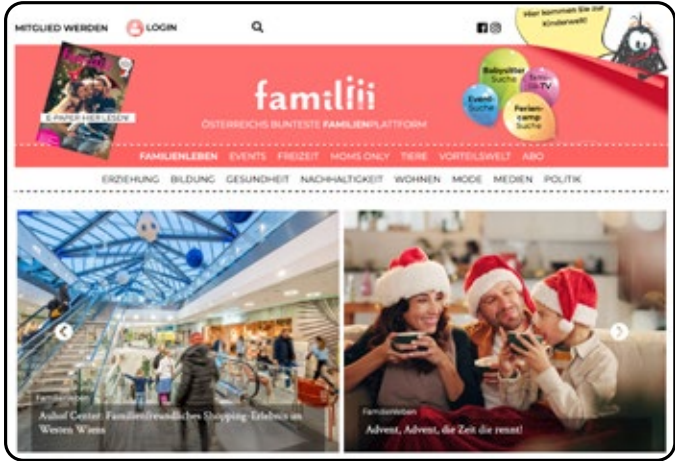 MITGLIED WERDEN
LOGIN
Hier kommen Sie zur
Kinderwelt!
familiii
E-PAPER HIER LESEN!
familiii
ÖSTERREICHS BUNTESTE FAMILIENPLATTFORM
Babysitter
Suche
TV
Event-
Suche
Ferien-
camp
Suche
FAMILIENLEBEN EVENTS FREIZEIT MOMS ONLY TIERE VORTEILSWELT ABO
ERZIEHUNG BILDUNG GESUNDHEIT NACHHALTIGKEIT WOHNEN MODE MEDIEN POLITIK
Familienleben
Auhof Center: Familienfreundliches Shopping-Erlebnis im
Westen Wiens
Familienleben
Advent, Advent, die Zeit die rennt!